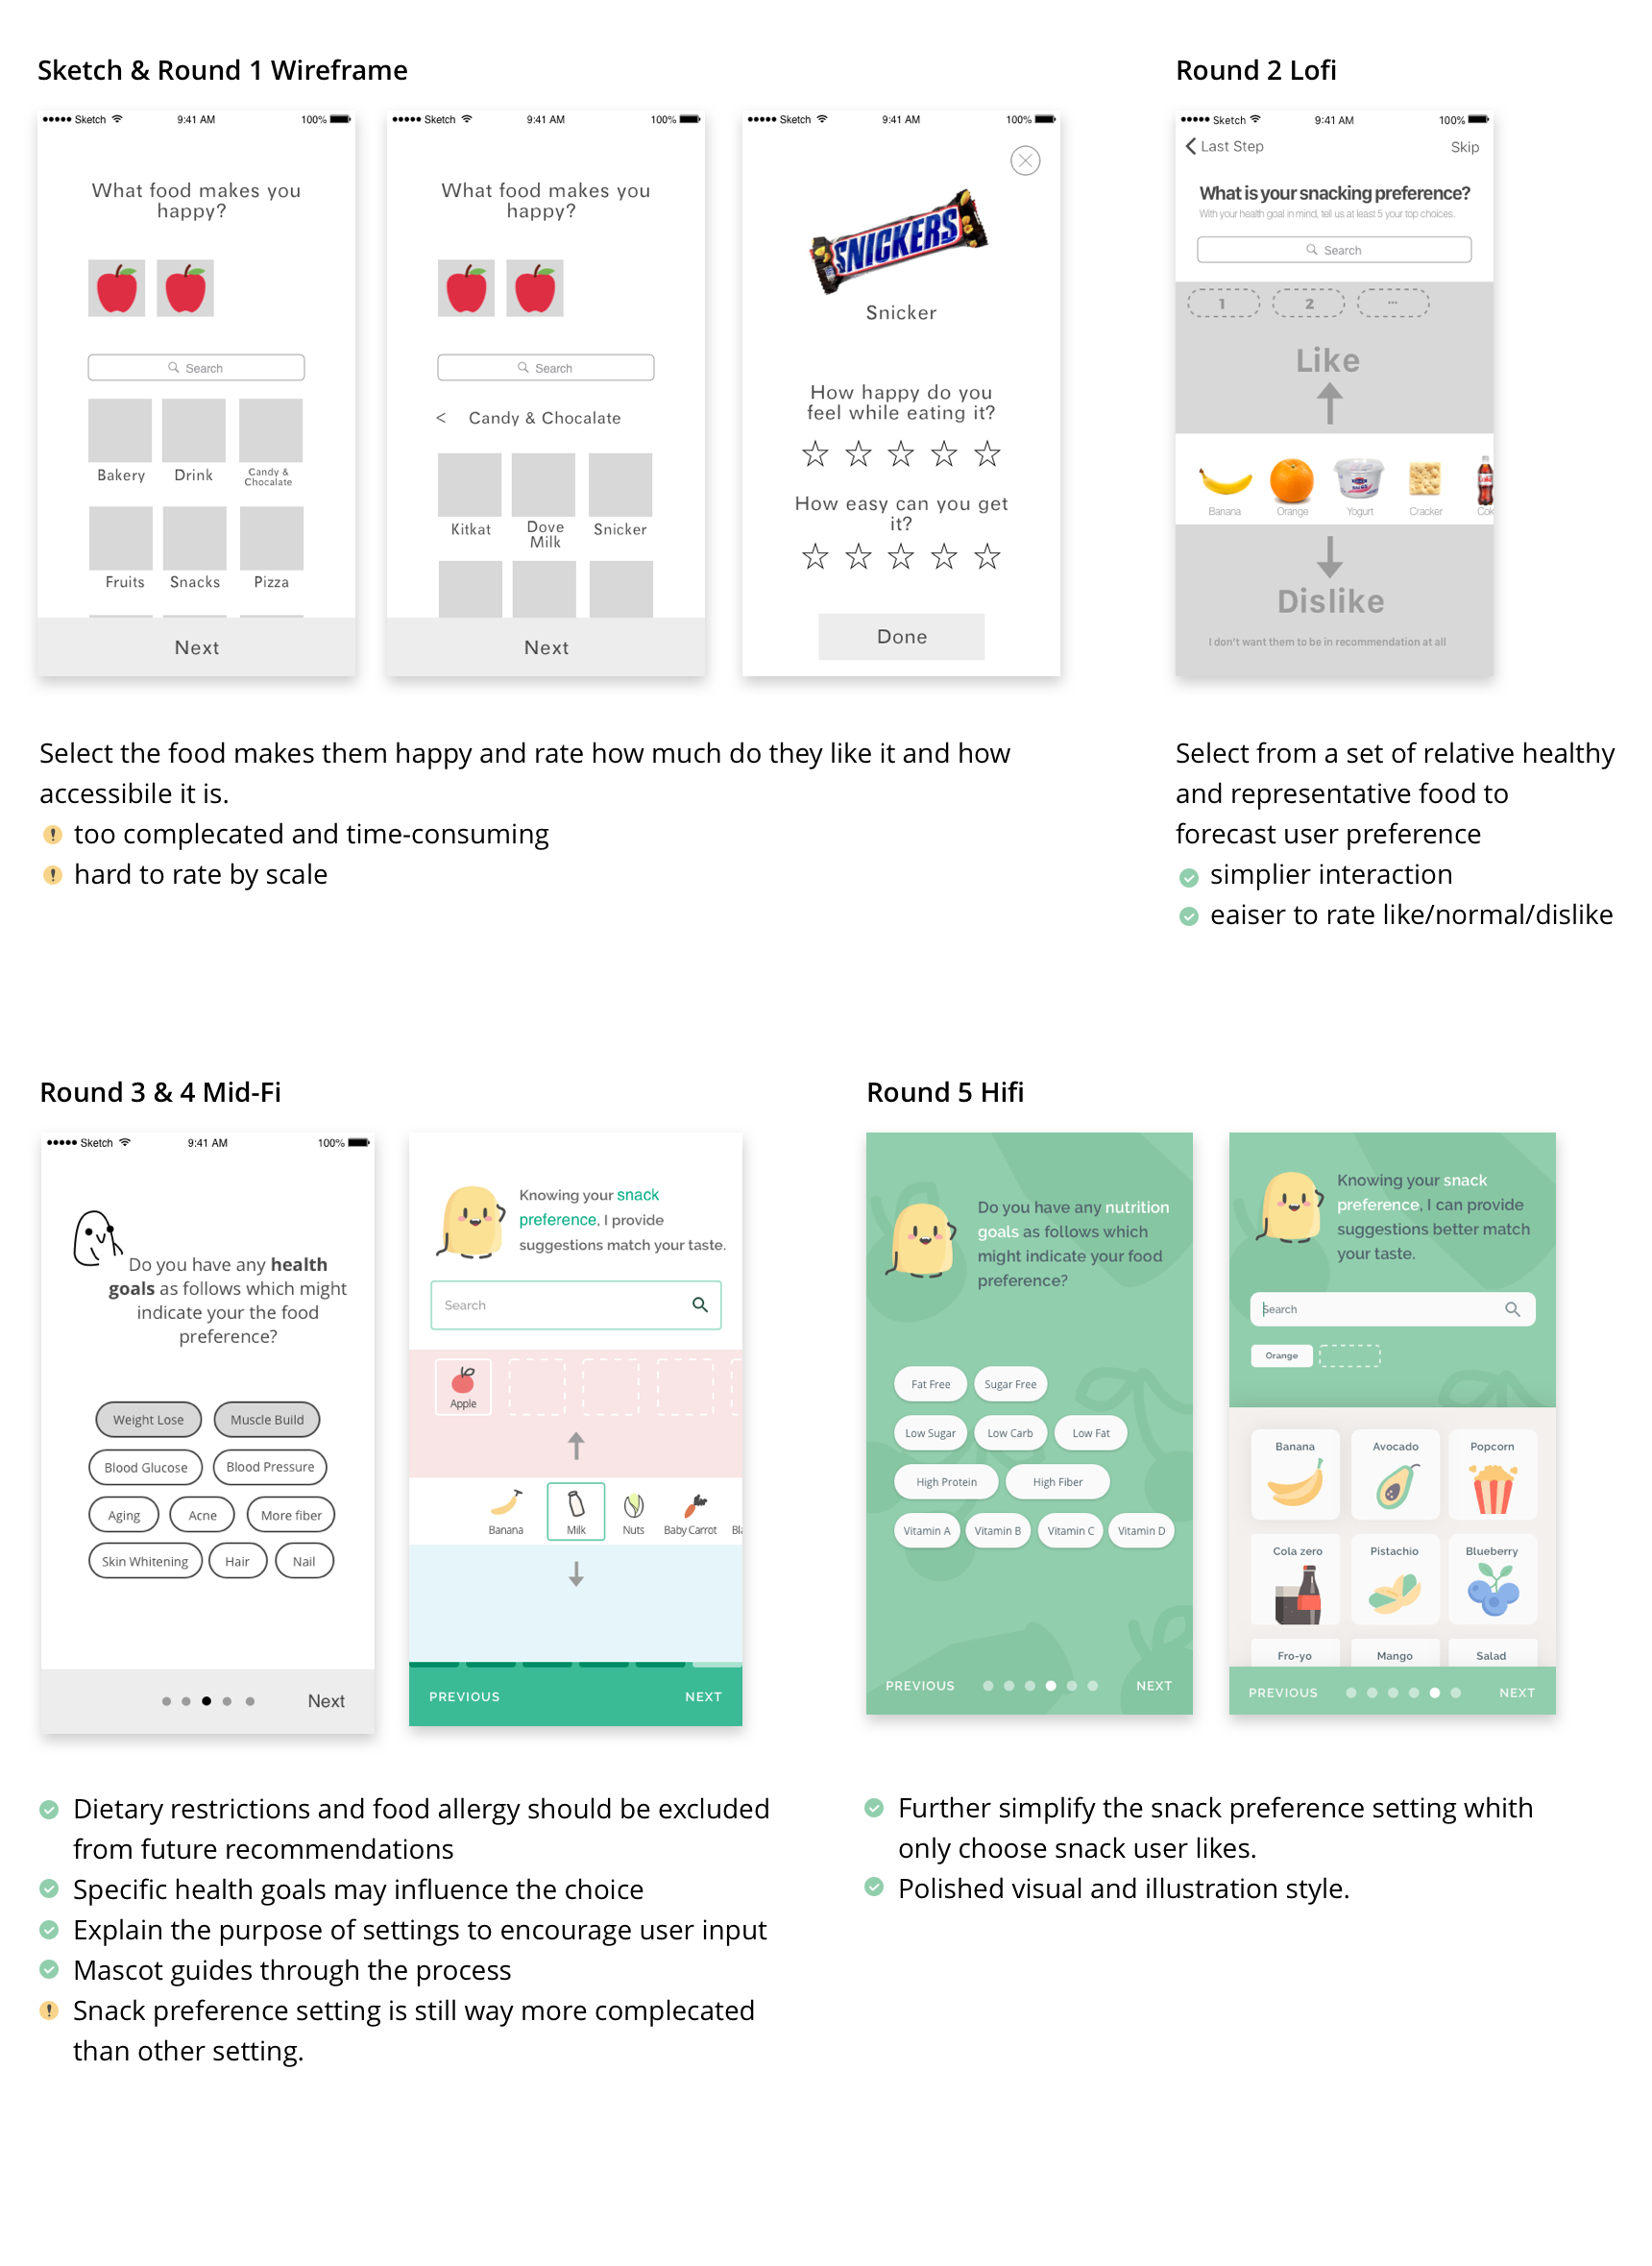 Sketch & Round 1 Wireframe
Sketch 9:41 AM 100%
What food makes you
happy?
Search
Bakery Drink Candy &
Chocolate
Fruits Snacks Pizza
Next
Sketch 9:41 AM 100%
What food makes you
happy?
Search
< Candy & Chocalate
Kitkat Dove
Milk Snicker
Next
Sketch 9:41 AM 100%
SNICKERS
Snicker
How happy do you
feel while eating it?
How easy can you get
it?
Done
Select the food makes them happy and rate how much do they like it and how
accessibile it is.
too complecated and time-consuming
hard to rate by scale
Round 2 Lofi
Sketch 9:41 AM 100%
Last Step Skip
What is your snacking preference?
With your health goal in mind, tell us at least 5 your top choices.
Search
1 2 ...
Like
Banana Orange Yogurt Cracker Cok
Dislike
I don't want them to be in recommendation at all
Select from a set of relative healthy
and representative food to
forecast user preference
simplier interaction
eaiser to rate like/normal/dislike
Round 3 & 4 Mid-Fi
Sketch 9:41 AM 100%
Do you have any health
goals as follows which might
indicate your the food
preference?
Weight Lose Muscle Build
Blood Glucose Blood Pressure
Aging Acne More fiber
Skin Whitening Hair Nail
Next
Knowing your snack
preference, I provide
suggestions match your taste.
Search
Apple
Banana Milk Nuts Baby Carrot Bla
PREVIOUS NEXT
Dietary restrictions and food allergy should be excluded
from future recommendations
Specific health goals may influence the choice
Explain the purpose of settings to encourage user input
Mascot guides through the process
Snack preference setting is still way more complecated
than other setting.
Round 5 Hifi
Do you have any nutrition
goals as follows which
might indicate your food
preference?
Fat Free Sugar Free
Low Sugar Low Carb Low Fat
High Protein High Fiber
Vitamin A Vitamin B Vitamin C Vitamin D
PREVIOUS NEXT
Knowing your snack
preference, I can provide
suggestions better match
your taste.
Search
Orange
Banana Avocado Popcorn
Cola zero Pistachio Blueberry
Fro-yo Mango Salad
PREVIOUS NEXT
Further simplify the snack preference setting whith
only choose snack user likes.
Polished visual and illustration style.